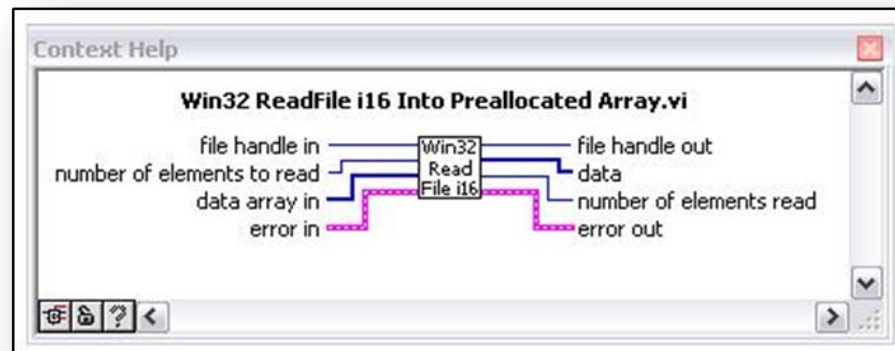 Context Help
Win32 ReadFile i16 Into Preallocated Array.vi
file handle in
number of elements to read
data array in
error in
Win32
Read
File i16
file handle out
data
number of elements read
error out
?